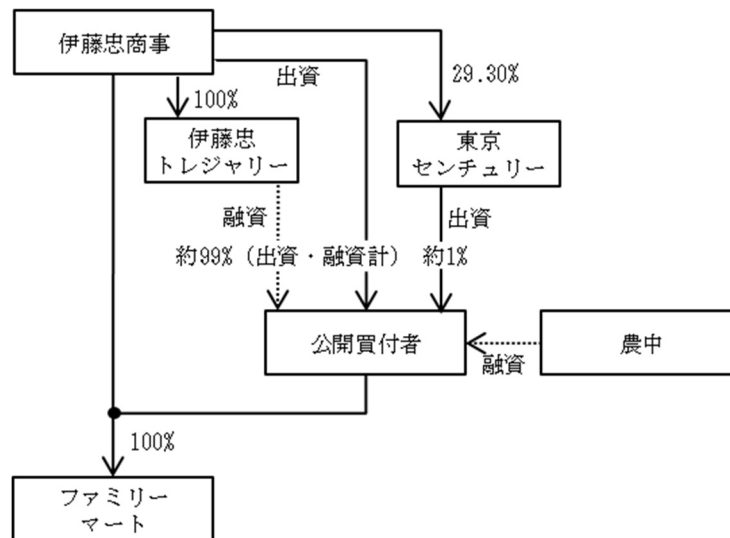 伊藤忠商事
出資
29.30%
100%
伊藤忠
トレジャリー
東京
センチュリー
融資
出資
約99% (出資・融資計)
約1%
公開買付者
農中
融資
100%
ファミリー
マート